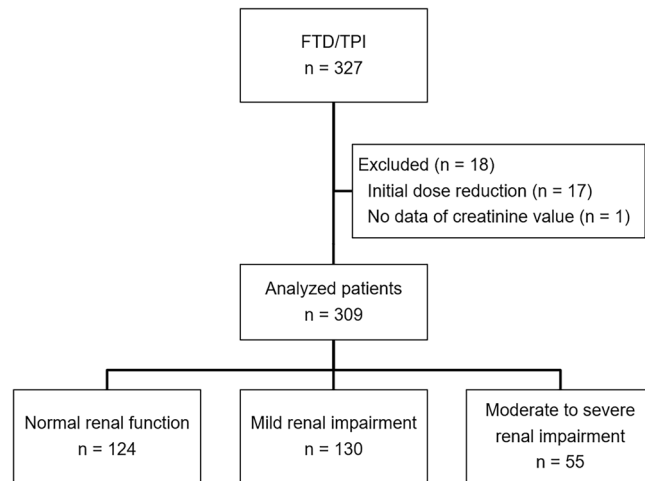 FTD/TPI
n = 327
Excluded (n = 18)
Initial dose reduction (n = 17)
No data of creatinine value (n = 1)
Analyzed patients
n = 309
Normal renal function
n = 124
Mild renal impairment
n = 130
Moderate to severe
renal impairment
n = 55